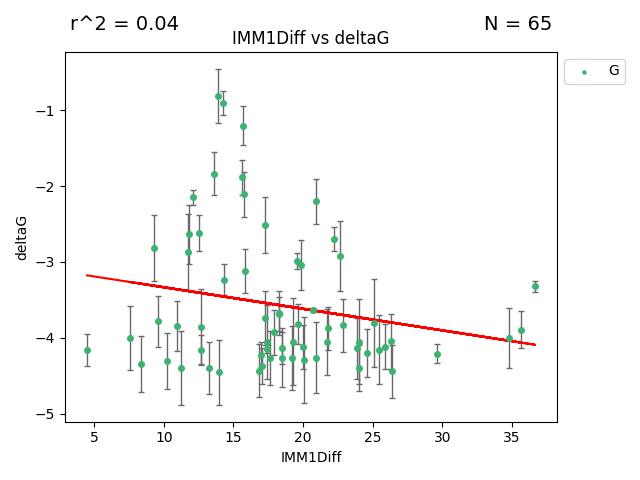 r^2 = 0.04
N = 65
IMM1Diff vs deltaG
G
deltaG
−1
−2
−3
−4
−5
5 10 15 20 25 30 35
IMM1Diff